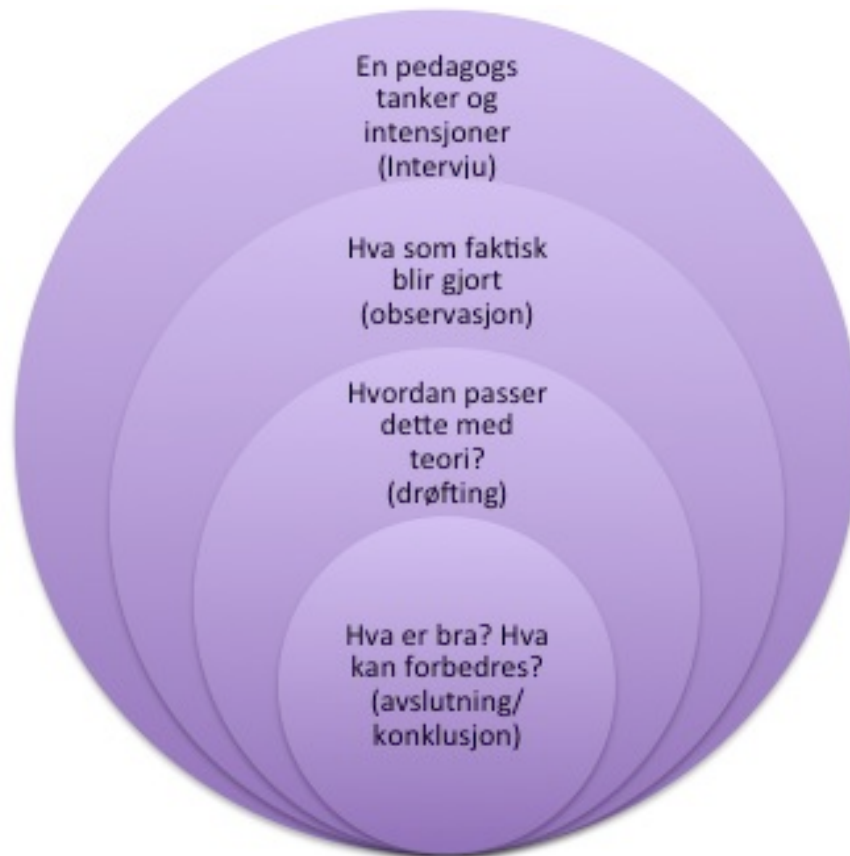 En pedagogs
tanker og
intensjoner
(Intervju)
Hva som faktisk
blir gjort
(observasjon)
Hvordan passer
dette med
teori?
(drøfting)
Hva er bra? Hva
kan forbedres?
(avslutning/
konklusjon)